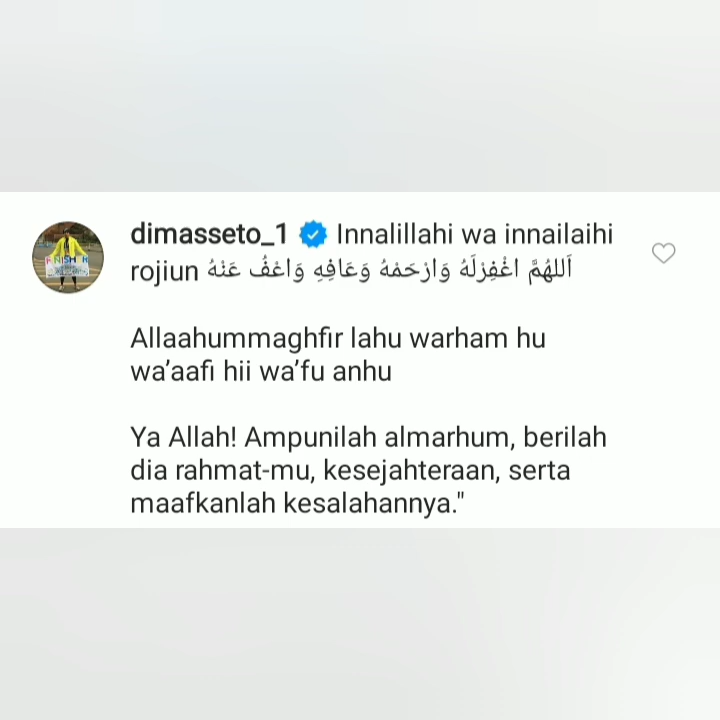 dimasseto_1 Innalillahi wa innailaihi
rojiun اَللهُمَّ اغْفِرْلَهُ وَارْحَمْهُ وَعَافِهِ وَاعْفُ عَنْهُ
Allaahummaghfir lahu warham hu
wa’aafi hii wa’fu anhu
Ya Allah! Ampunilah almarhum, berilah
dia rahmat-mu, kesejahteraan, serta
maafkanlah kesalahannya."